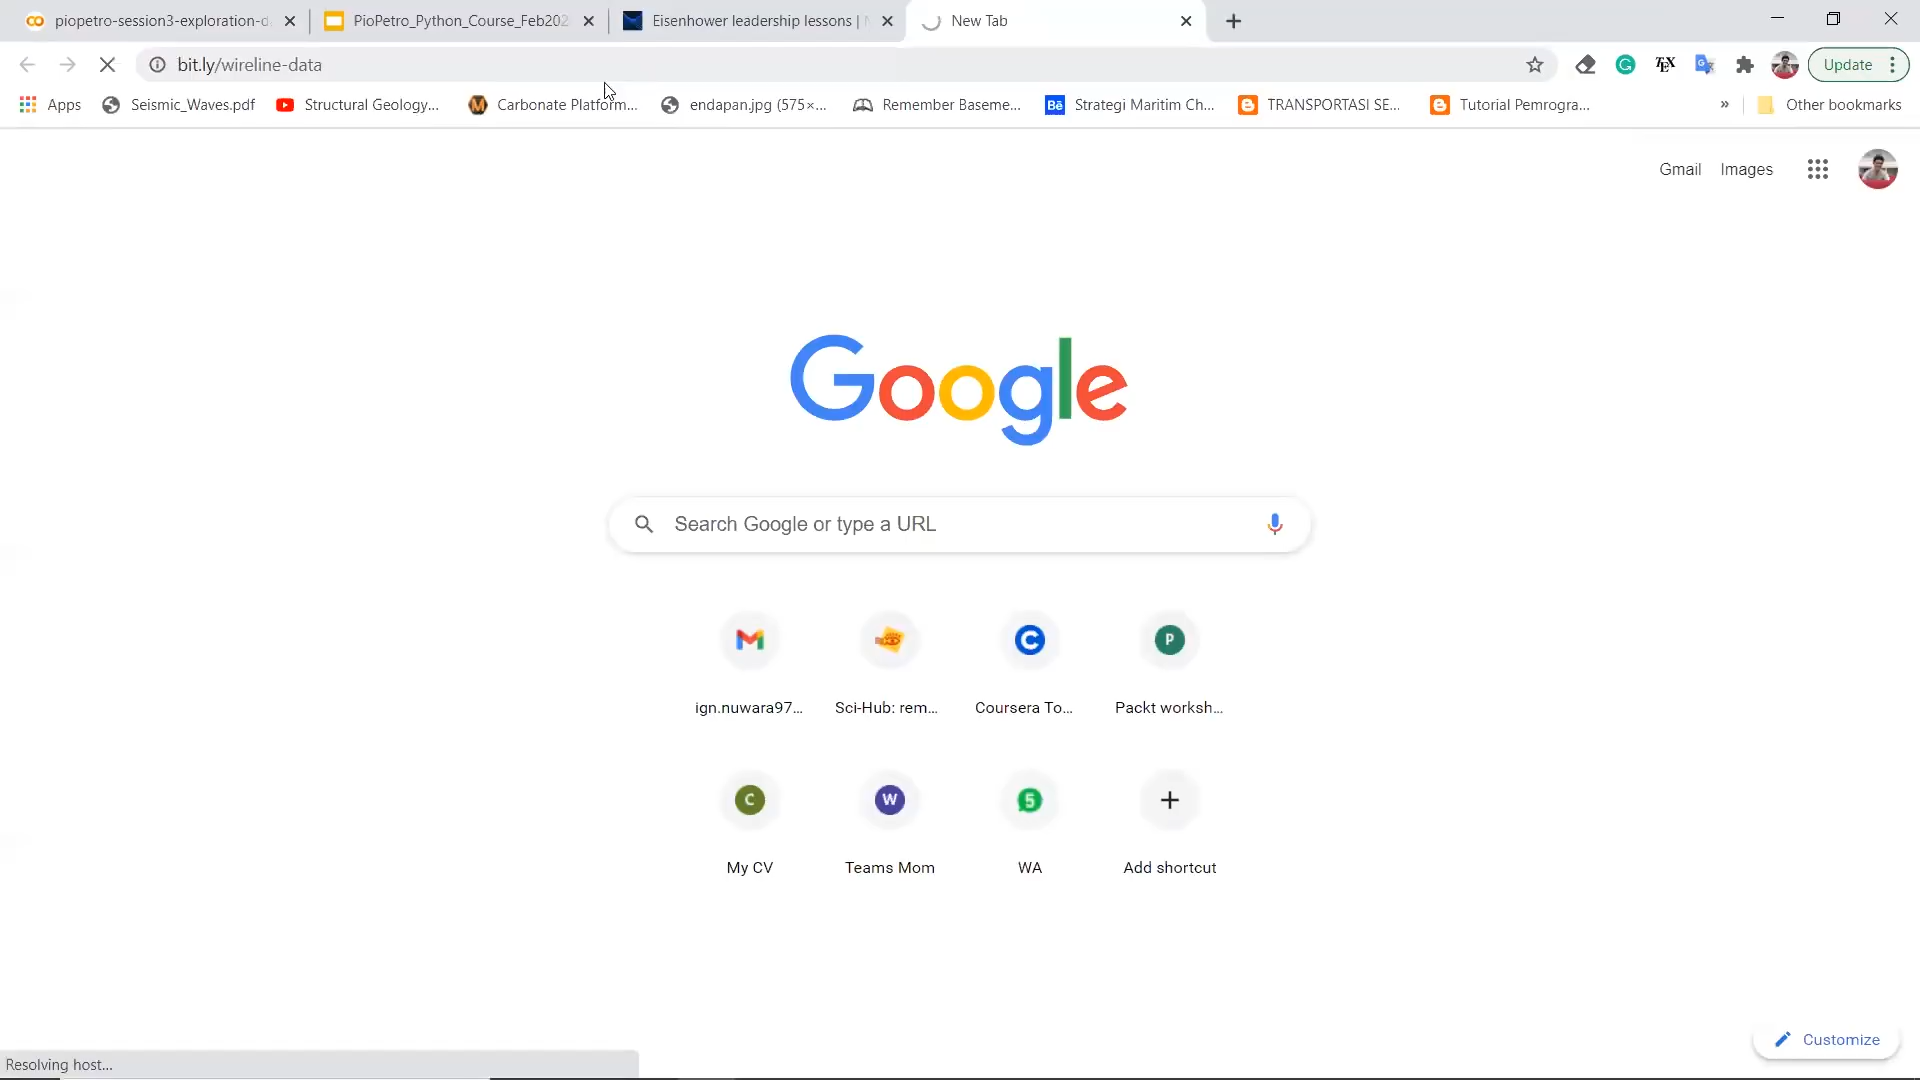 piopetro-session3-exploration-d
PioPetro_Python_Course_Feb202
Eisenhower leadership lessons |
New Tab
bit.ly/wireline-data
TEX
Update
Apps
Seismic_Waves.pdf
Structural Geology...
Carbonate Platform...
endapan.jpg (575×...
Remember Baseme...
Bē
Strategi Maritim Ch...
TRANSPORTASI SE...
Tutorial Pemrogra...
»
Other bookmarks
Gmail
Images
Google
Search Google or type a URL
P
ign.nuwara97...
Sci-Hub: rem...
Coursera To...
Packt worksh...
C
W
5
My CV
Teams Mom
WA
Add shortcut
Customize
Resolving host...